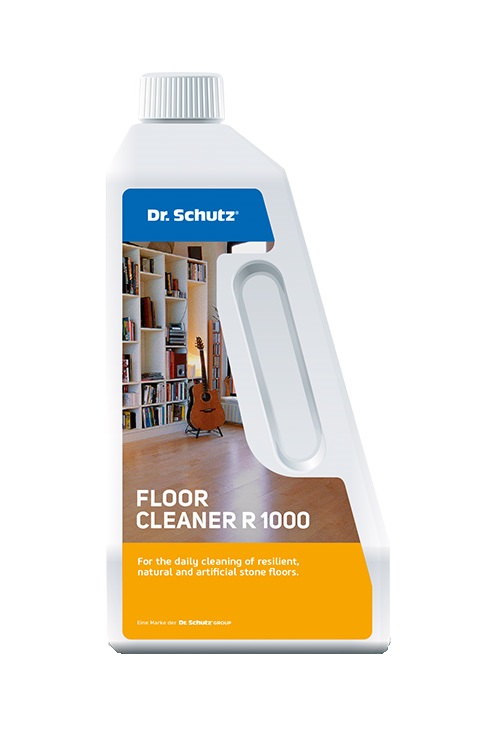 Dr. Schutz®
FLOOR
CLEANER R 1000
For the daily cleaning of resilient,
natural and artificial stone floors.
Eine Marke der Dr. Schutz GROUP